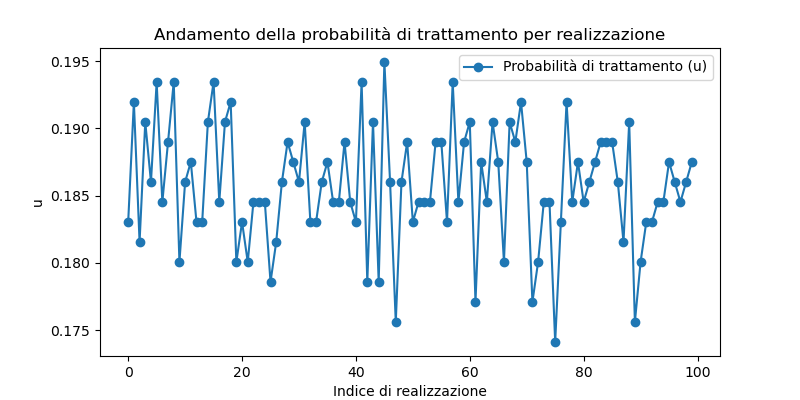 Andamento della probabilità di trattamento per realizzazione
Probabilità di trattamento (u)
0.195
0.190
0.185
0.180
0.175
u
0 20 40 60 80 100
Indice di realizzazione